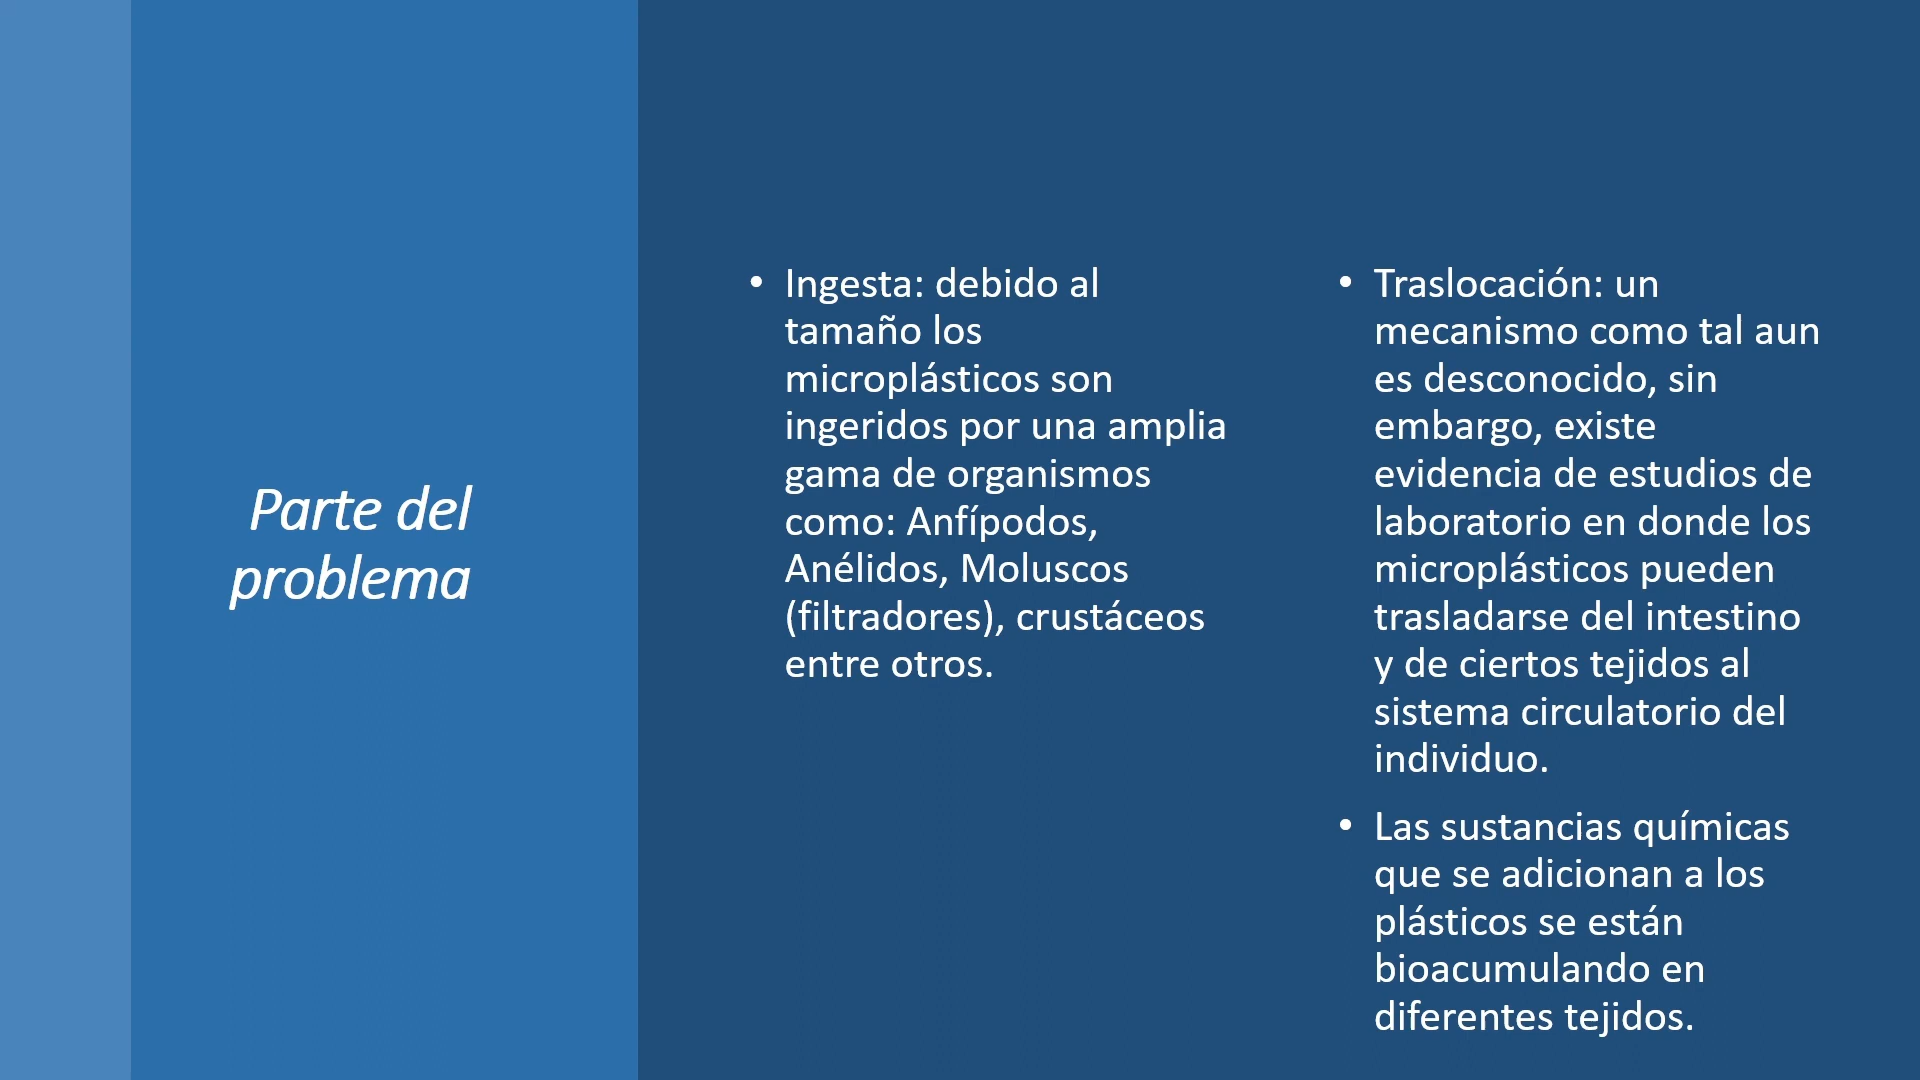 Parte del
problema
• Ingesta: debido al
tamaño los
microplásticos son
ingeridos por una amplia
gama de organismos
como: Anfípodos,
Anélidos, Moluscos
(filtradores), crustáceos
entre otros.
• Traslocación: un
mecanismo como tal aun
es desconocido, sin
embargo, existe
evidencia de estudios de
laboratorio en donde los
microplásticos pueden
trasladarse del intestino
y de ciertos tejidos al
sistema circulatorio del
individuo.
• Las sustancias químicas
que se adicionan a los
plásticos se están
bioacumulando en
diferentes tejidos.